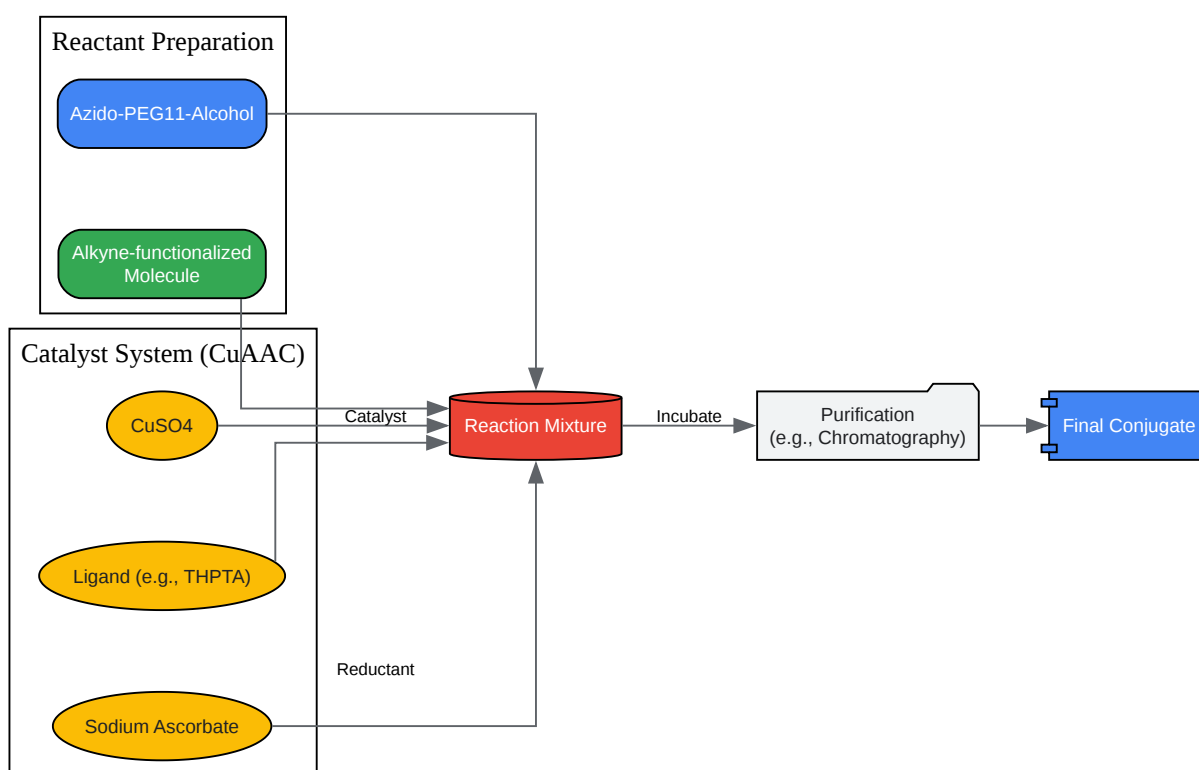 Reactant Preparation
Azido-PEG11-Alcohol
Alkyne-functionalized
Molecule
Catalyst System (CuAAC)
CuSO4
Catalyst
Reaction Mixture
Incubate
Purification
(e.g., Chromatography)
Final Conjugate
Ligand (e.g., THPTA)
Reductant
Sodium Ascorbate